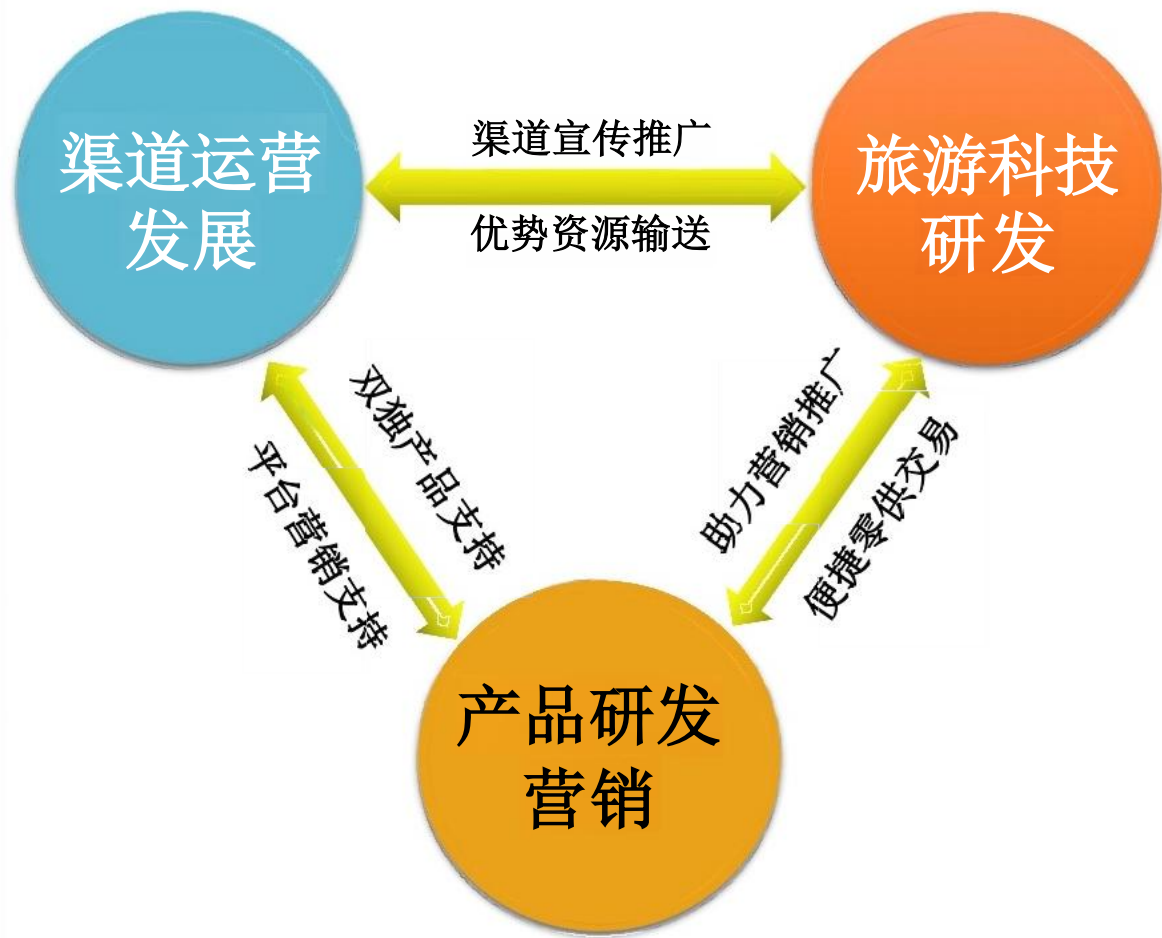 渠道运营
发展
渠道宣传推广
优势资源输送
旅游科技
研发
双独产品支持
平台营销支持
助力营销推广
便捷零供交易
产品研发
营销